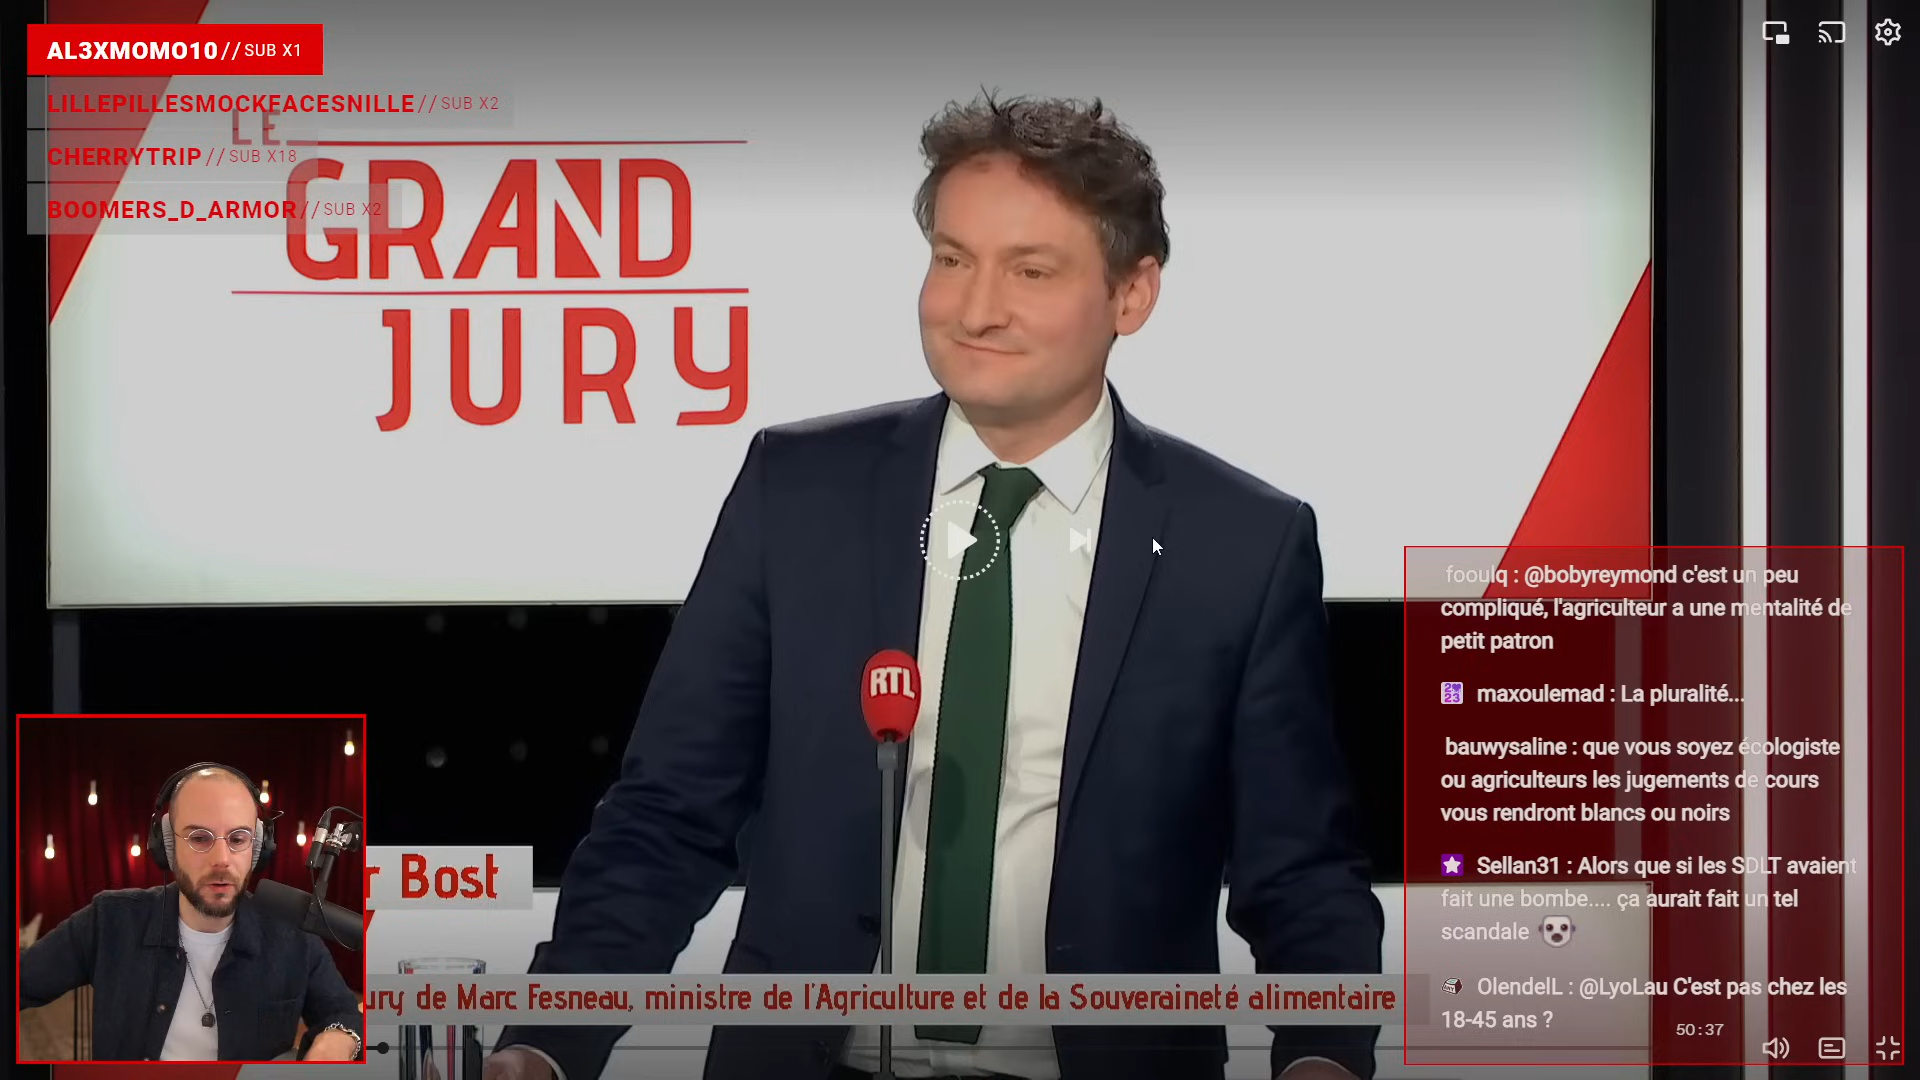 AL3XMOMO10 // SUB X1
LILLEPILLESMOCKFACESNILLE // SUB X2
CHERRYTRIP // SUB X18
BOOMERS_D_ARMOR // SUB X2
LE
GRAND
JURY
RTL
r Bost
ury de Marc Fesneau, ministre de l'Agriculture et de la Souveraineté alimentaire
fooulq : @bobyreymond c'est un peu
compliqué, l'agriculteur a une mentalité de
petit patron
maxoulemad : La pluralité...
bauwysaline : que vous soyez écologiste
ou agriculteurs les jugements de cours
vous rendront blancs ou noirs
Sellan31 : Alors que si les SDLT avaient
fait une bombe.... ça aurait fait un tel
scandale
OlendelL : @LyoLau C'est pas chez les
18-45 ans ?
50:37